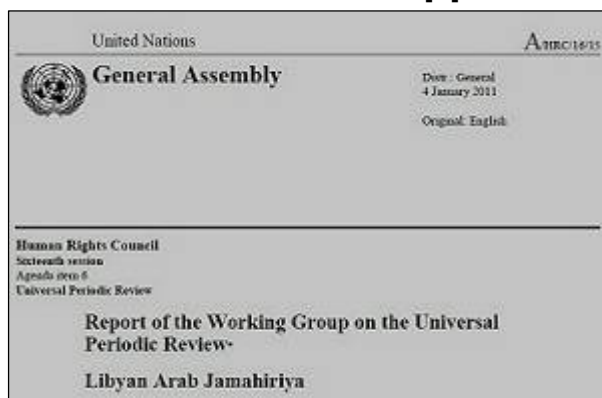 United Nations
A/HRC/16/15
General Assembly
Distr.: General
4 January 2011
Original: English
Human Rights Council
Sixteenth session
Agenda item 6
Universal Periodic Review
Report of the Working Group on the Universal
Periodic Review*
Libyan Arab Jamahiriya